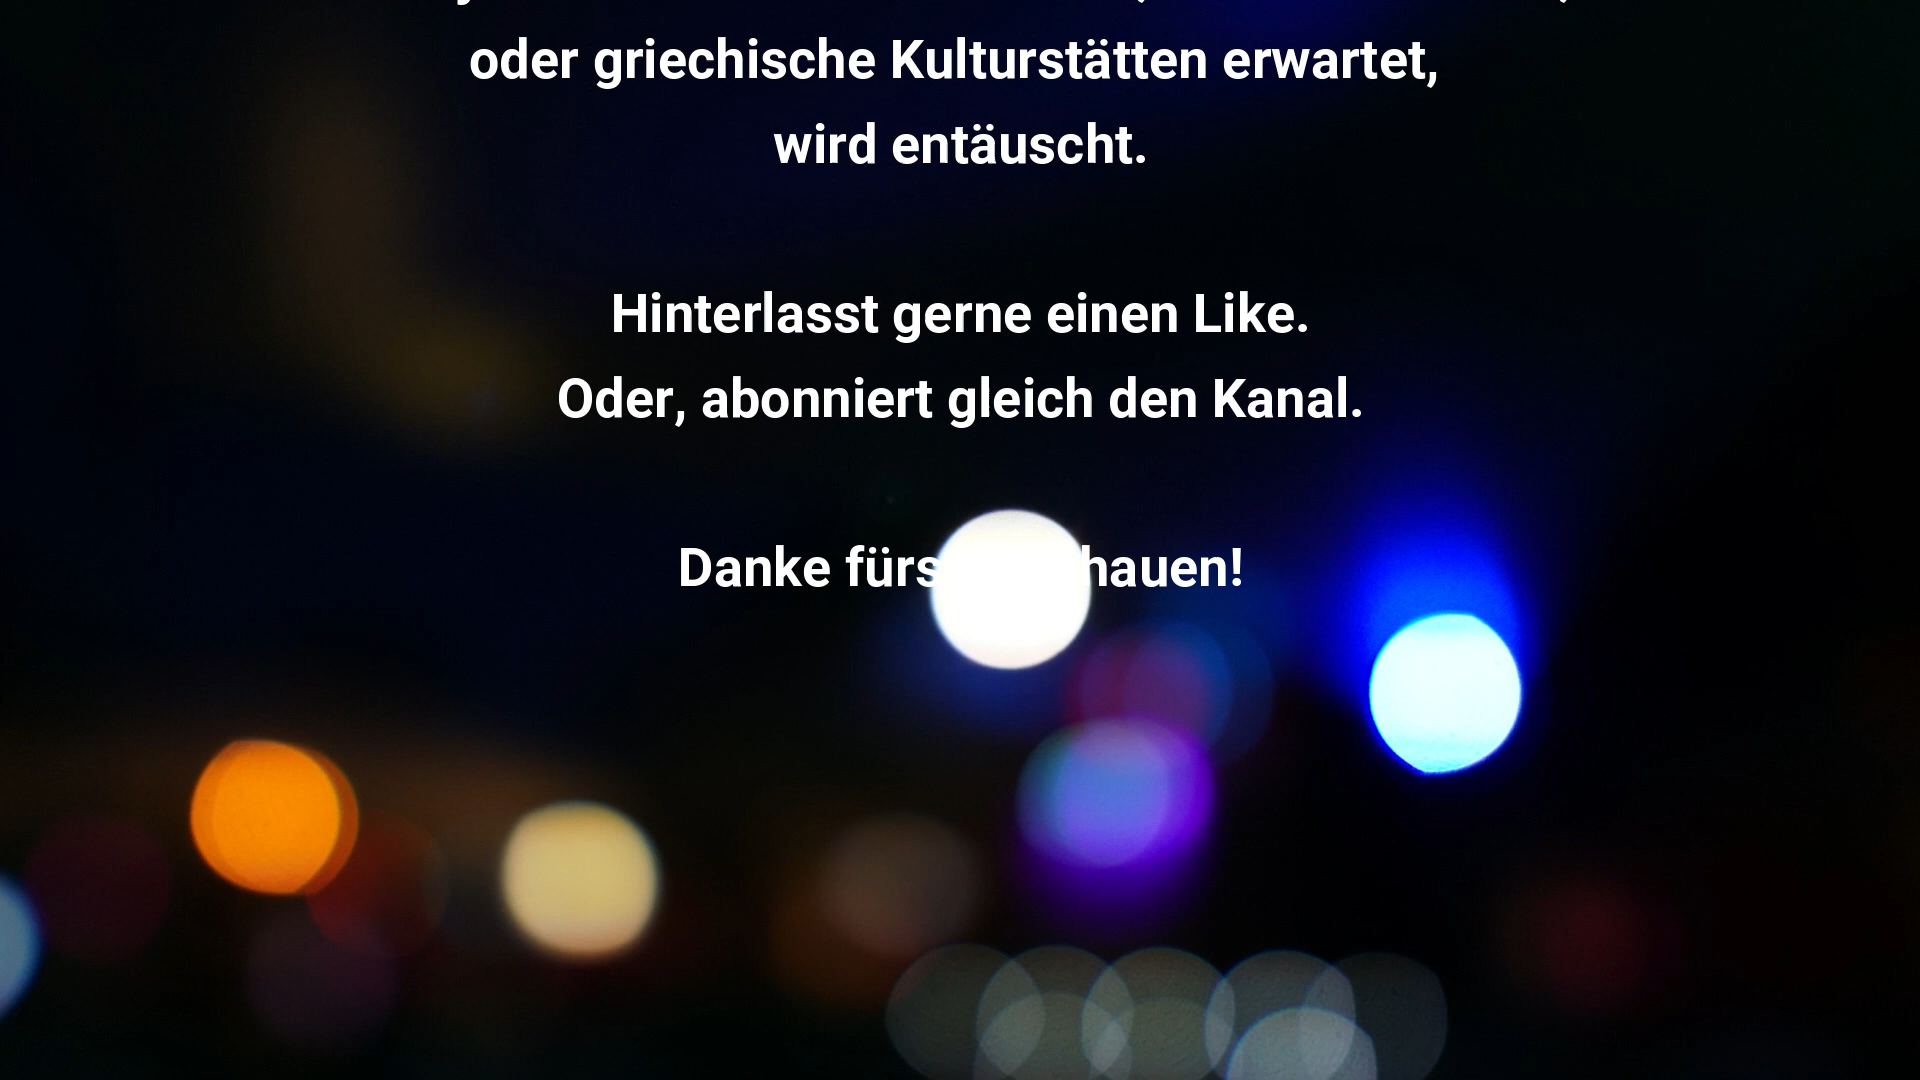 oder griechische Kulturstätten erwartet,
wird entäuscht.
Hinterlasst gerne einen Like.
Oder, abonniert gleich den Kanal.
Danke fürs hauen!